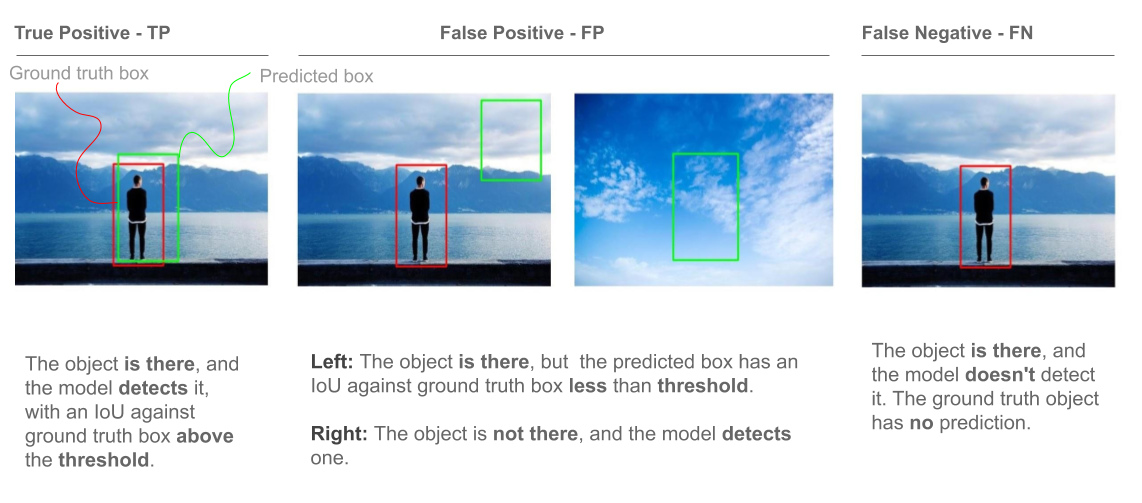 True Positive - TP
False Positive - FP
False Negative - FN
Ground truth box
Predicted box
The object is there, and
the model detects it,
with an IoU against
ground truth box above
the threshold.
Left: The object is there, but the predicted box has an
IoU against ground truth box less than threshold.
Right: The object is not there, and the model detects
one.
The object is there, and
the model doesn't detect
it. The ground truth object
has no prediction.